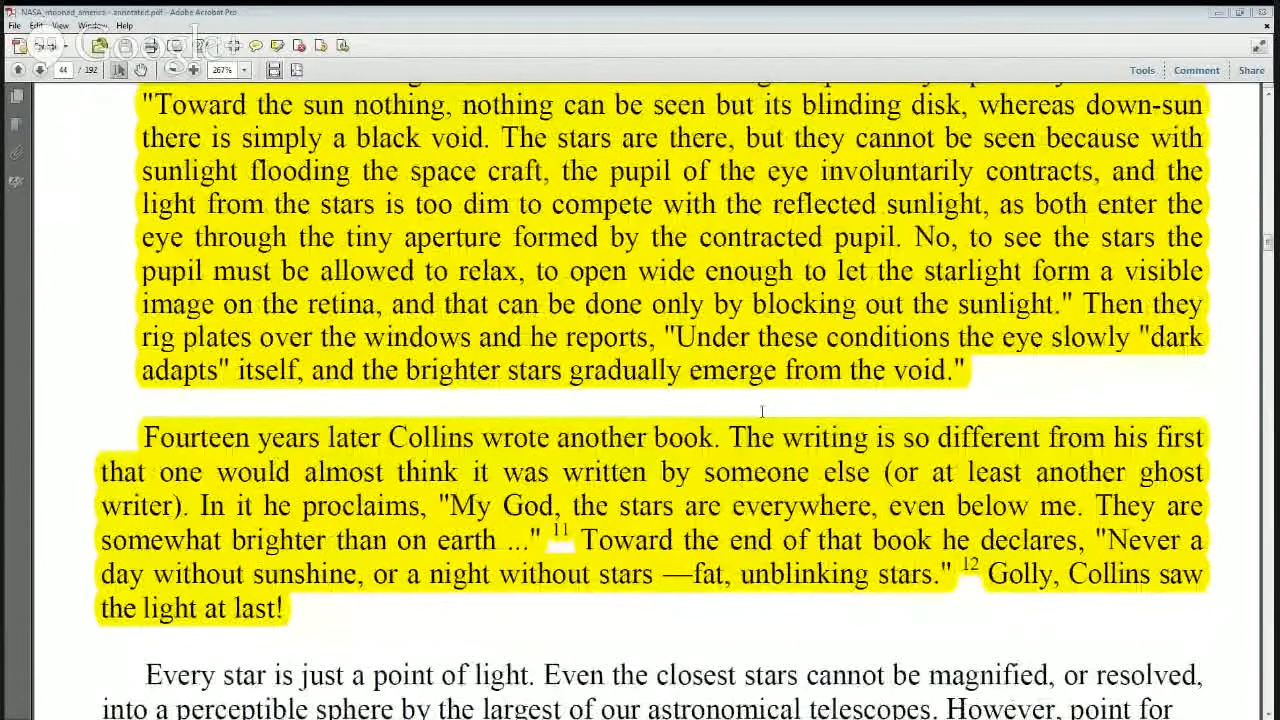 NASA_mooned_america - annotated.pdf - Adobe Acrobat Pro
File Edit View Window Help
Google+
44 / 192 267% Tools Comment Share
"Toward the sun nothing, nothing can be seen but its blinding disk, whereas down-sun
there is simply a black void. The stars are there, but they cannot be seen because with
sunlight flooding the space craft, the pupil of the eye involuntarily contracts, and the
light from the stars is too dim to compete with the reflected sunlight, as both enter the
eye through the tiny aperture formed by the contracted pupil. No, to see the stars the
pupil must be allowed to relax, to open wide enough to let the starlight form a visible
image on the retina, and that can be done only by blocking out the sunlight." Then they
rig plates over the windows and he reports, "Under these conditions the eye slowly "dark
adapts" itself, and the brighter stars gradually emerge from the void."
Fourteen years later Collins wrote another book. The writing is so different from his first
that one would almost think it was written by someone else (or at least another ghost
writer). In it he proclaims, "My God, the stars are everywhere, even below me. They are
somewhat brighter than on earth ..." 11 Toward the end of that book he declares, "Never a
day without sunshine, or a night without stars —fat, unblinking stars." 12 Golly, Collins saw
the light at last!
Every star is just a point of light. Even the closest stars cannot be magnified, or resolved,
into a perceptible sphere by the largest of our astronomical telescopes. However, point for